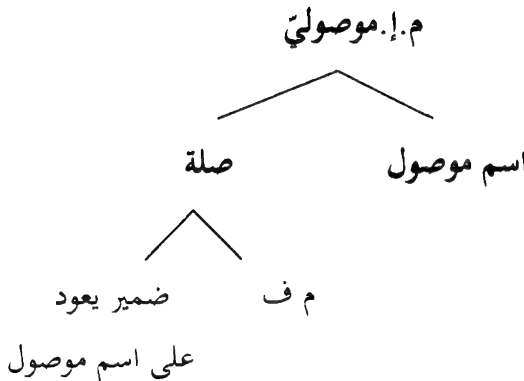 م.إ.موصوليّ
اسم موصول صلة
م ف ضمير يعود
على اسم موصول